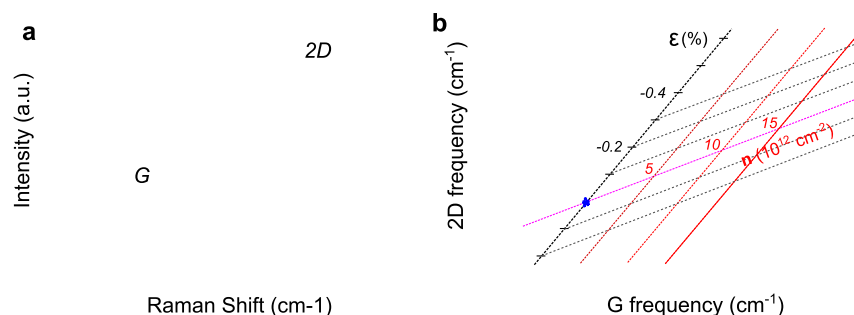 a
2D
G
Intensity (a.u.)
Raman Shift (cm-1)
b
ε(%)
-0.4
-0.2
5
10
15
n (10¹² cm⁻²)
2D frequency (cm⁻¹)
G frequency (cm⁻¹)